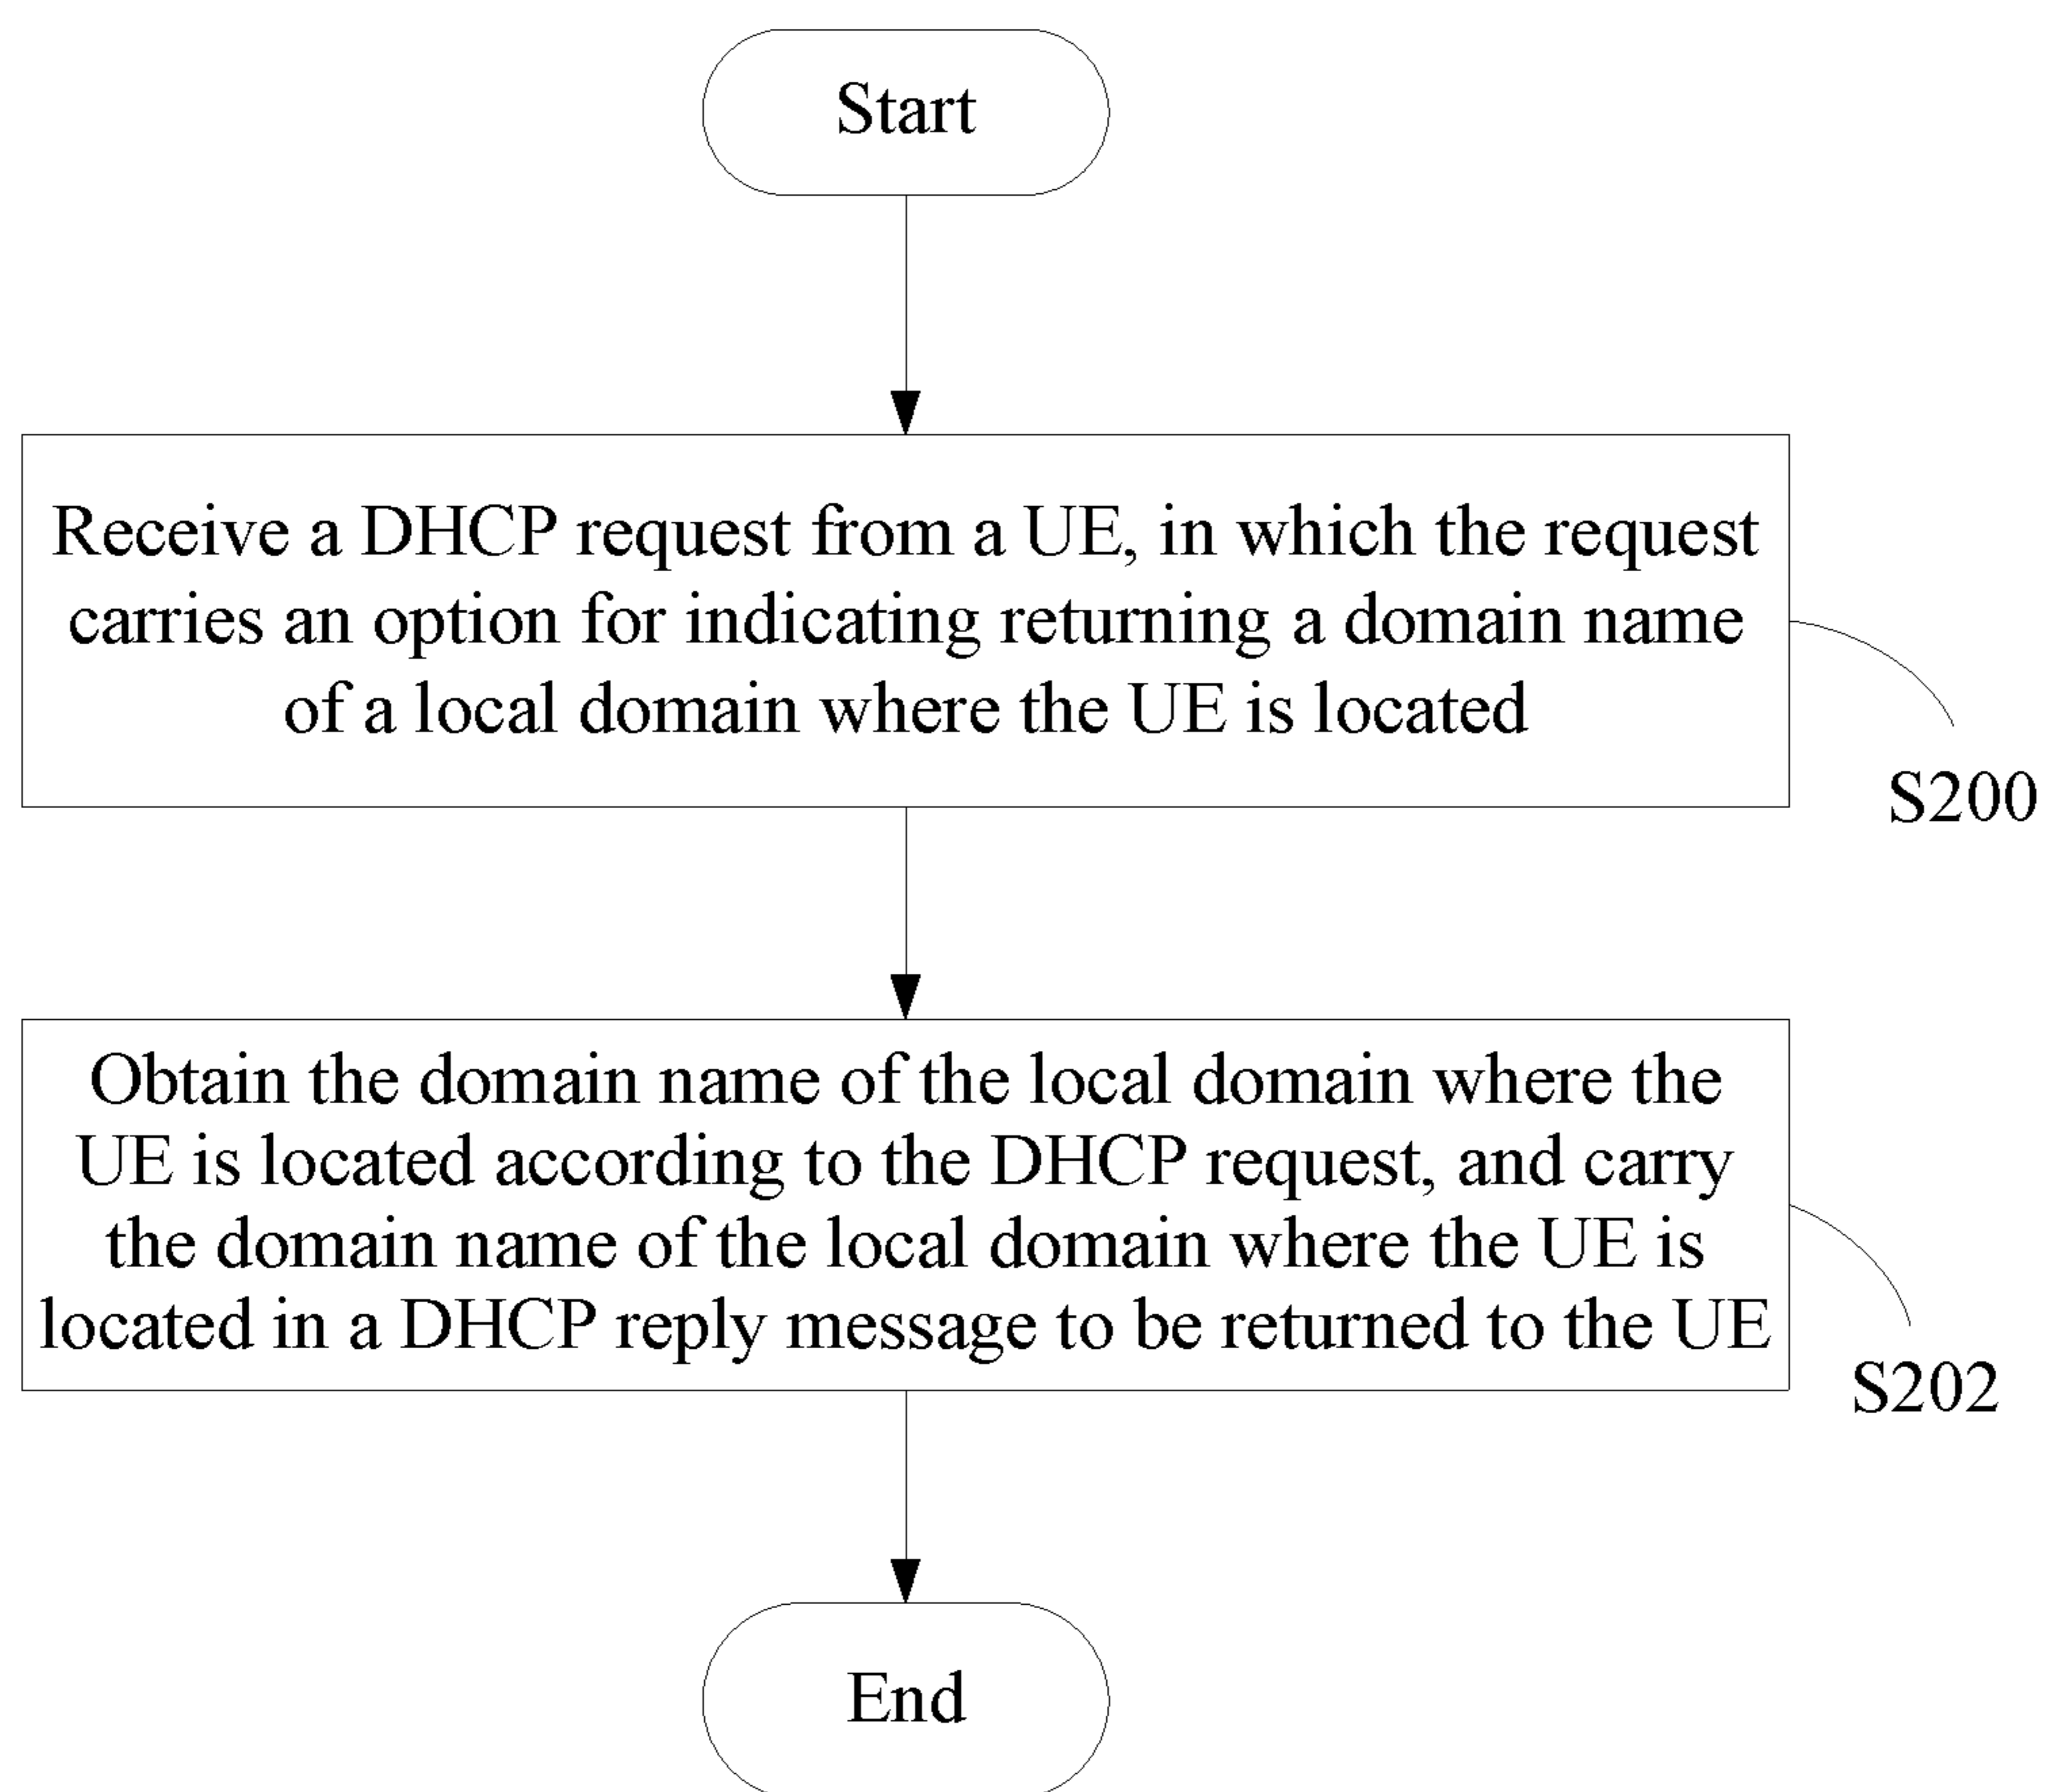 Start
Receive a DHCP request from a UE, in which the request
carries an option for indicating returning a domain name
of a local domain where the UE is located
S200
Obtain the domain name of the local domain where the
UE is located according to the DHCP request, and carry
the domain name of the local domain where the UE is
located in a DHCP reply message to be returned to the UE
S202
End